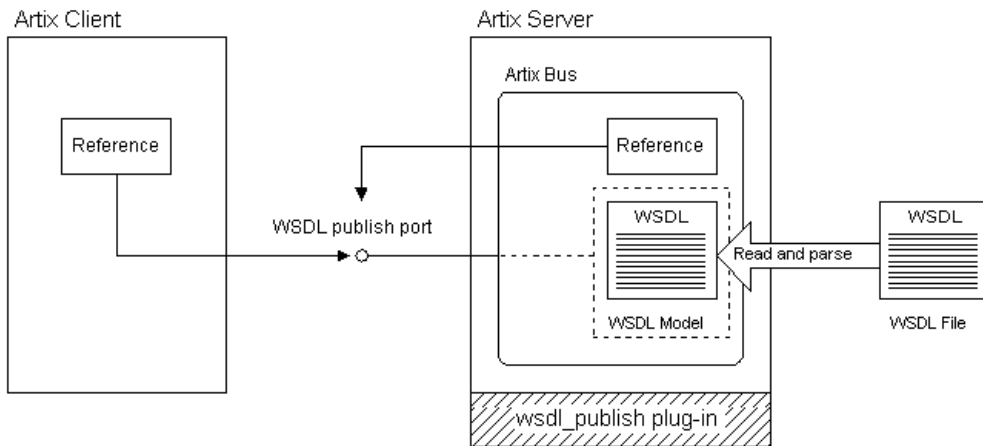 Artix Client
Artix Server
Artix Bus
Reference
Reference
WSDL publish port
WSDL
WSDL
Read and parse
WSDL Model
WSDL File
wsdl_publish plug-in